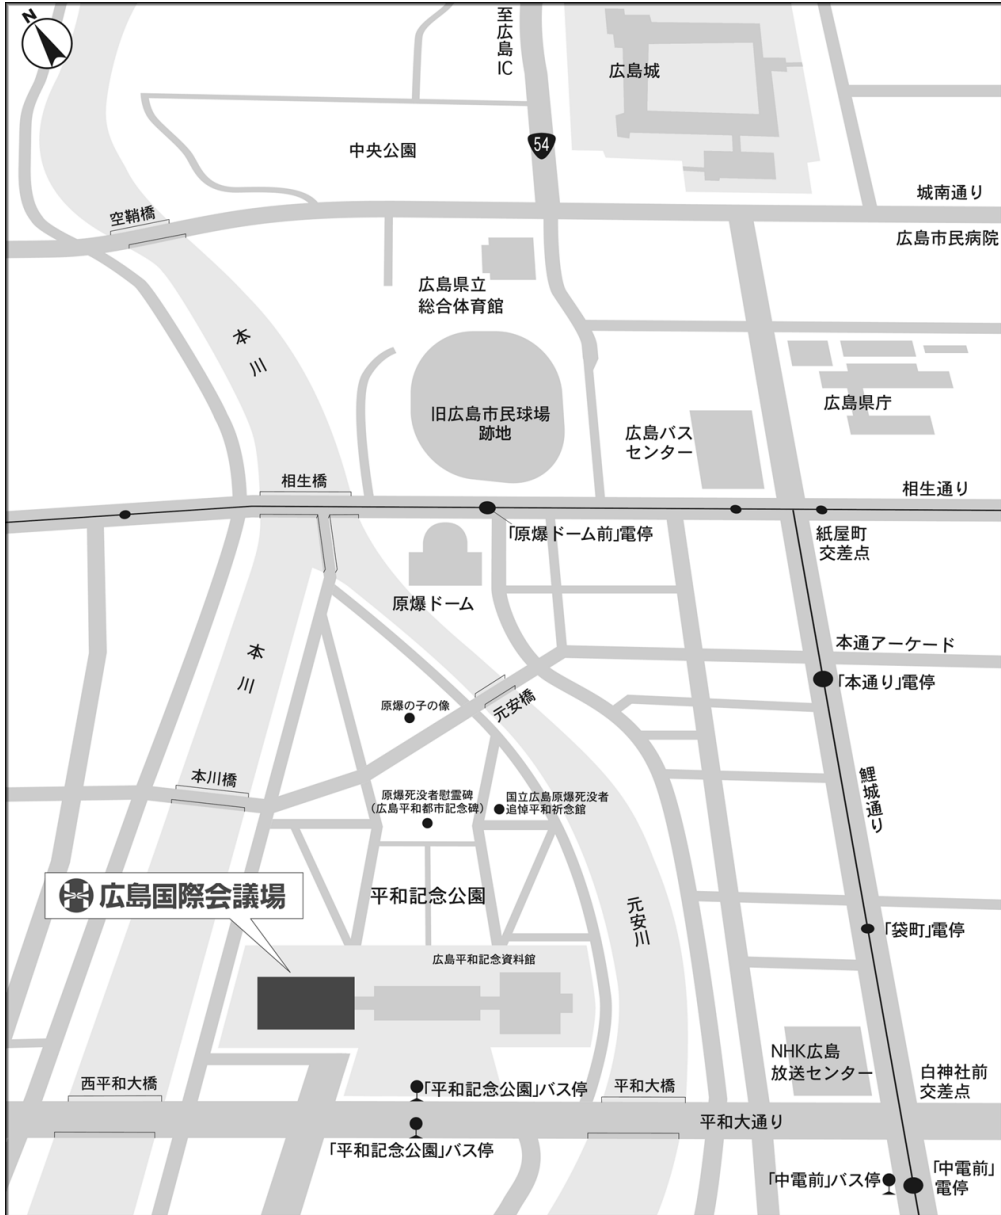 N
至広島IC
広島城
54
中央公園
城南通り
空鞘橋
広島市民病院
広島県立
総合体育館
本川
旧広島市民球場
跡地
広島バス
センター
広島県庁
相生橋
相生通り
「原爆ドーム前」電停
紙屋町
交差点
原爆ドーム
本通アーケード
本川
「本通り」電停
原爆の子の像
元安橋
本川橋
鯉城通り
原爆死没者慰霊碑
(広島平和都市記念碑)
国立広島原爆死没者
追悼平和祈念館
広島国際会議場
平和記念公園
元安川
「袋町」電停
広島平和記念資料館
NHK広島
放送センター
白神社前
交差点
西平和大橋
「平和記念公園」バス停
平和大橋
平和大通り
「平和記念公園」バス停
「中電前」バス停
「中電前」
電停